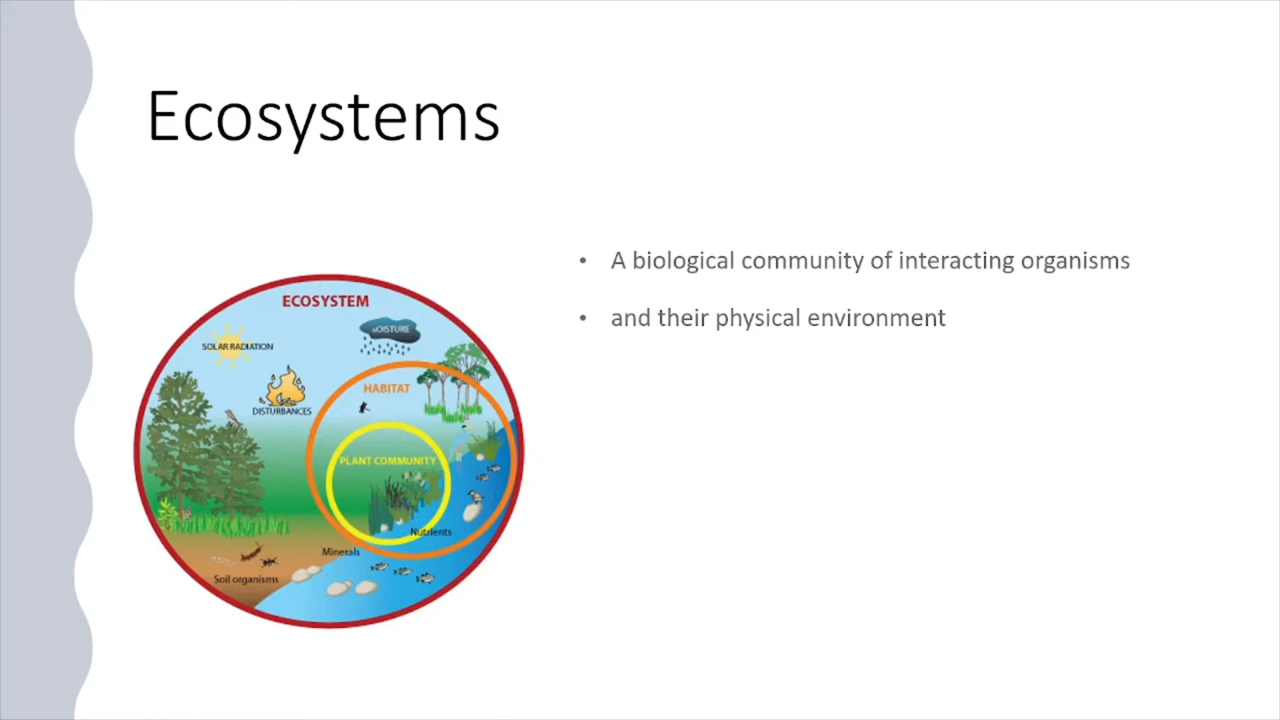 Ecosystems
• A biological community of interacting organisms
• and their physical environment
ECOSYSTEM
MOISTURE
SOLAR RADIATION
HABITAT
DISTURBANCES
PLANT COMMUNITY
Nutrients
Minerals
Soil organisms